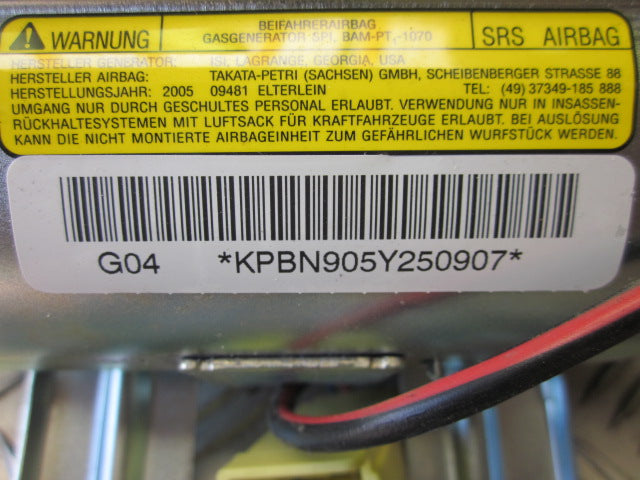 WARNUNG
BEIFAHRERAIRBAG
GASGENERATOR SPI, BAM-PT,-1070
SRS AIRBAG
HERSTELLER GENERATOR: ISI, LAGRANGE, GEORGIA, USA
HERSTELLER AIRBAG: TAKATA-PETRI (SACHSEN) GMBH, SCHEIBENBERGER STRASSE 88
HERSTELLUNGSJAHR: 2005 09481 ELTERLEIN TEL: (49) 37349-185 888
UMGANG NUR DURCH GESCHULTES PERSONAL ERLAUBT. VERWENDUNG NUR IN INSASSEN-
RÜCKHALTESYSTEMEN MIT LUFTSACK FÜR KRAFTFAHRZEUGE ERLAUBT. BEI AUSLÖSUNG
KANN DIE NICHT MONTIERTE AIRBAGEINHEIT ZUM GEFÄHRLICHEN WURFSTÜCK WERDEN.
G04 *KPBN905Y250907*